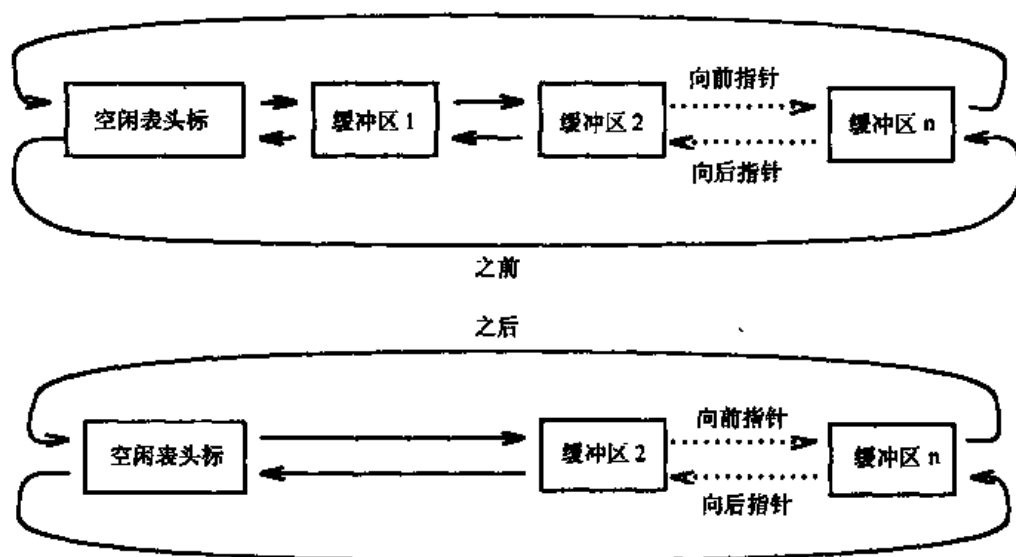 向前指针
空闲表头标
缓冲区 1
缓冲区 2
缓冲区 n
向后指针
之前
之后
向前指针
空闲表头标
缓冲区 2
缓冲区 n
向后指针